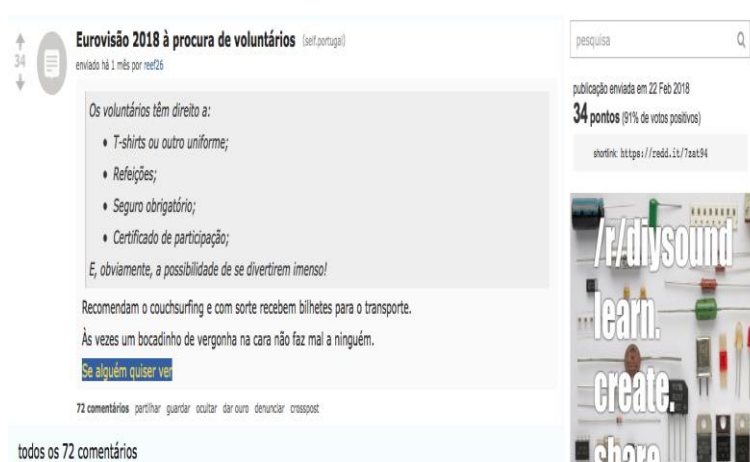 Eurovisão 2018 à procura de voluntários (self.portugal)
34
enviado há 1 mês por reef26
Os voluntários têm direito a:
• T-shirts ou outro uniforme;
• Refeições;
• Seguro obrigatório;
• Certificado de participação;
E, obviamente, a possibilidade de se divertirem imenso!
Recomendam o couchsurfing e com sorte recebem bilhetes para o transporte.
Às vezes um bocadinho de vergonha na cara não faz mal a ninguém.
Se alguém quiser ver
72 comentários partilhar guardar ocultar dar ouro denunciar crosspost
todos os 72 comentários
pesquisa
publicação enviada em 22 Feb 2018
34 pontos (91% de votos positivos)
shortlink: https://redd.it/7zat94
/r/diysound
learn.
create.
share